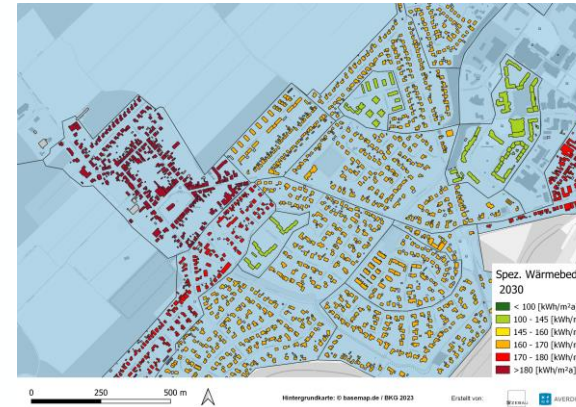 Spez. Wärmebed
2030
< 100 [kWh/m²a
100 - 145 [kWh/m
145 - 160 [kWh/m
160 - 170 [kWh/m
170 - 180 [kWh/m
>180 [kWh/m²a]
0 250 500 m
Hintergrundkarte: © basemap.de / BKG 2023
Erstellt von:
AVERD